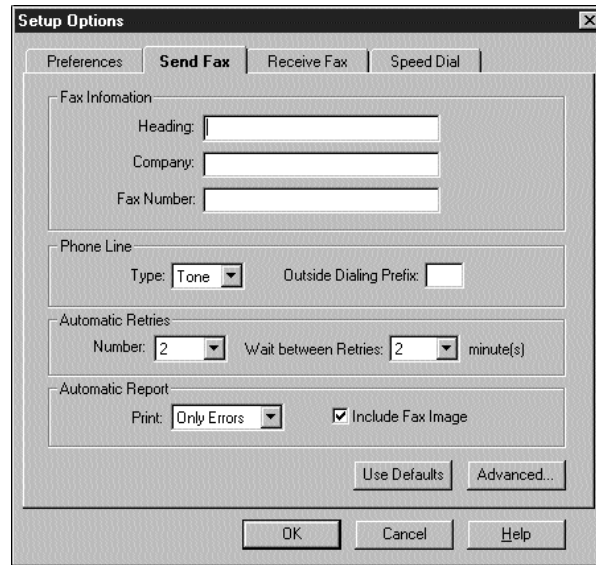 Setup Options
Preferences Send Fax Receive Fax Speed Dial
Fax Infomation
Heading:
Company:
Fax Number:
Phone Line
Type: Tone Outside Dialing Prefix:
Automatic Retries
Number: 2 Wait between Retries: 2 minute(s)
Automatic Report
Print: Only Errors Include Fax Image
Use Defaults Advanced...
OK Cancel Help